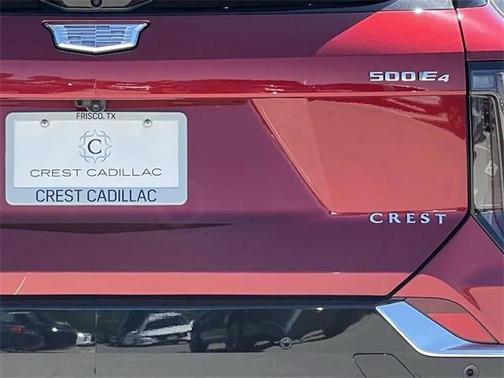 500E4
FRISCO, TX
C
CREST CADILLAC
CREST CADILLAC
CREST